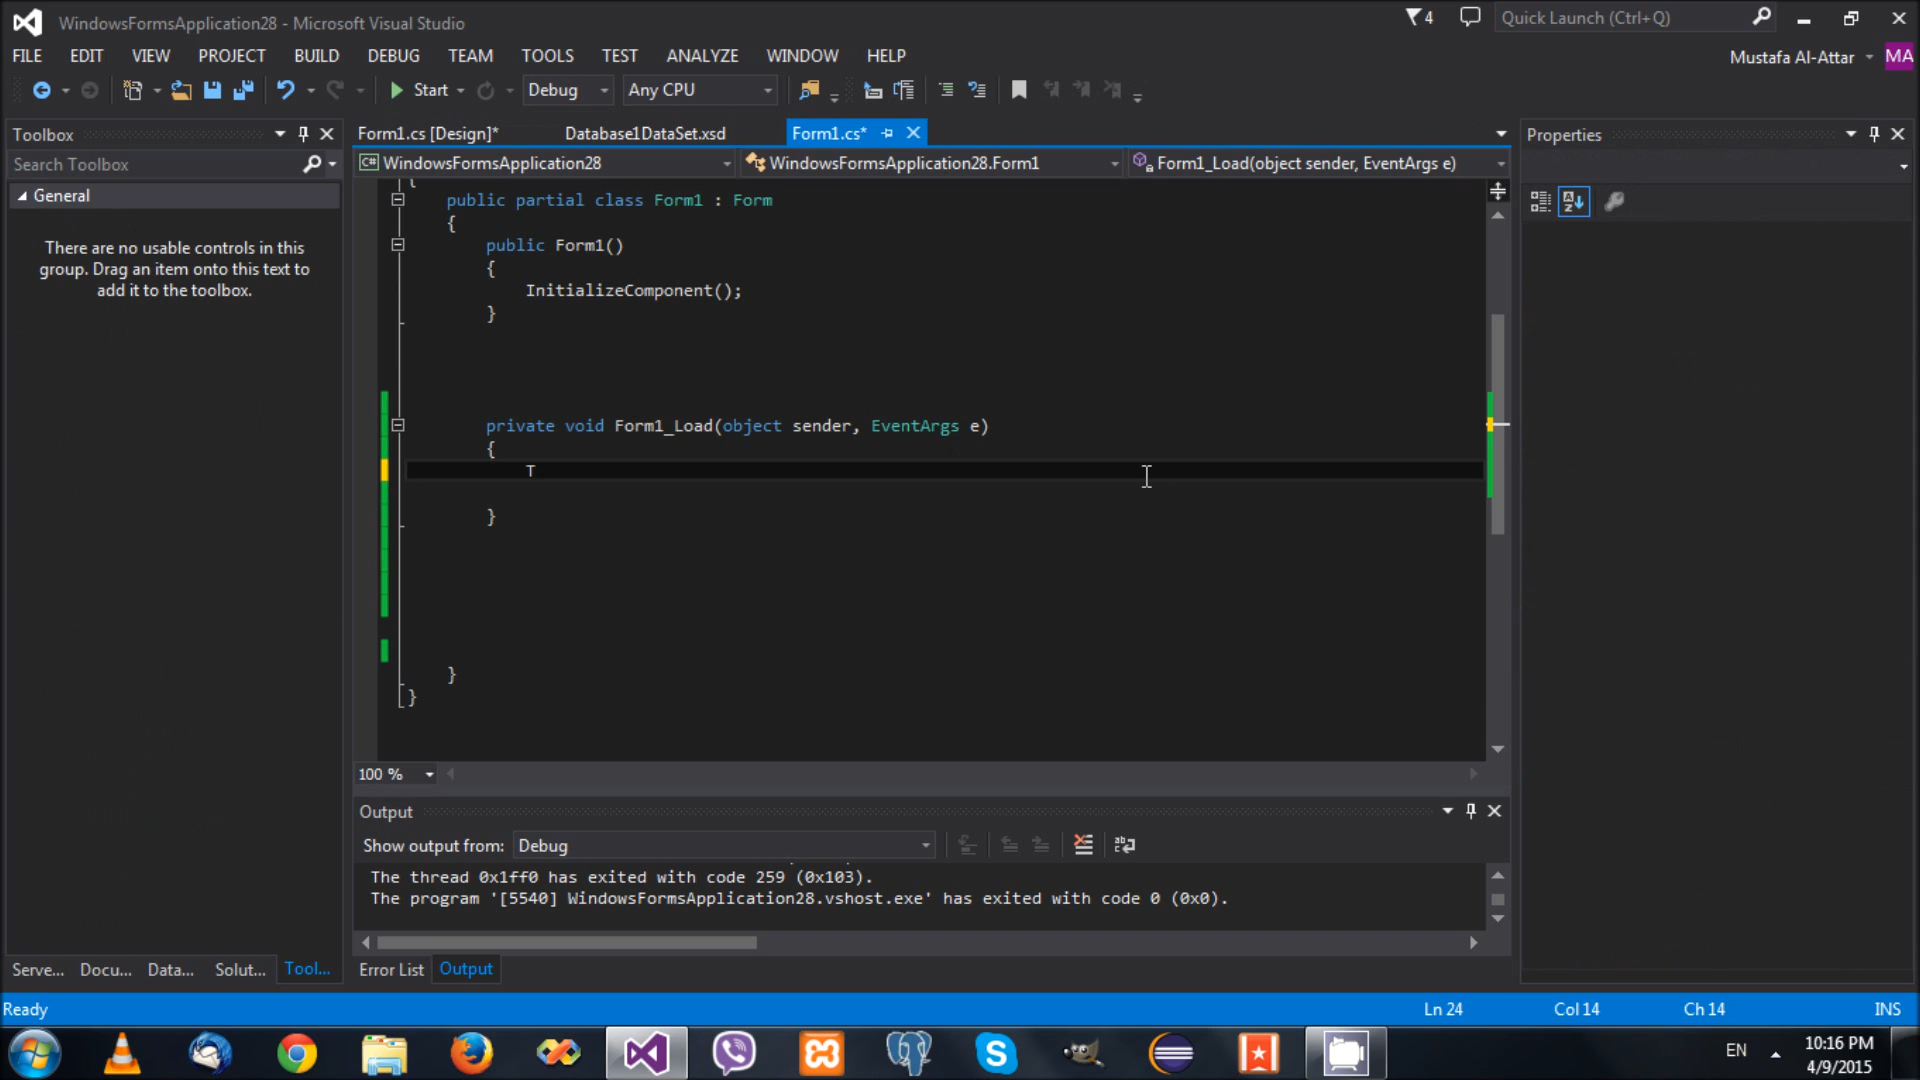 WindowsFormsApplication28 - Microsoft Visual Studio
4
Quick Launch (Ctrl+Q)
FILE EDIT VIEW PROJECT BUILD DEBUG TEAM TOOLS TEST ANALYZE WINDOW HELP
Mustafa Al-Attar MA
Start Debug Any CPU
Toolbox
Search Toolbox
General
There are no usable controls in this
group. Drag an item onto this text to
add it to the toolbox.
Form1.cs [Design]* Database1DataSet.xsd Form1.cs*
C# WindowsFormsApplication28 WindowsFormsApplication28.Form1 Form1_Load(object sender, EventArgs e)
{
public partial class Form1 : Form
{
public Form1()
{
InitializeComponent();
}
private void Form1_Load(object sender, EventArgs e)
{
T
}
}
}
100 %
Output
Show output from: Debug
The thread 0x1ff0 has exited with code 259 (0x103).
The program '[5540] WindowsFormsApplication28.vshost.exe' has exited with code 0 (0x0).
Properties
Serve... Docu... Data... Solut... Tool...
Error List Output
Ready
Ln 24 Col 14 Ch 14 INS
EN
10:16 PM
4/9/2015